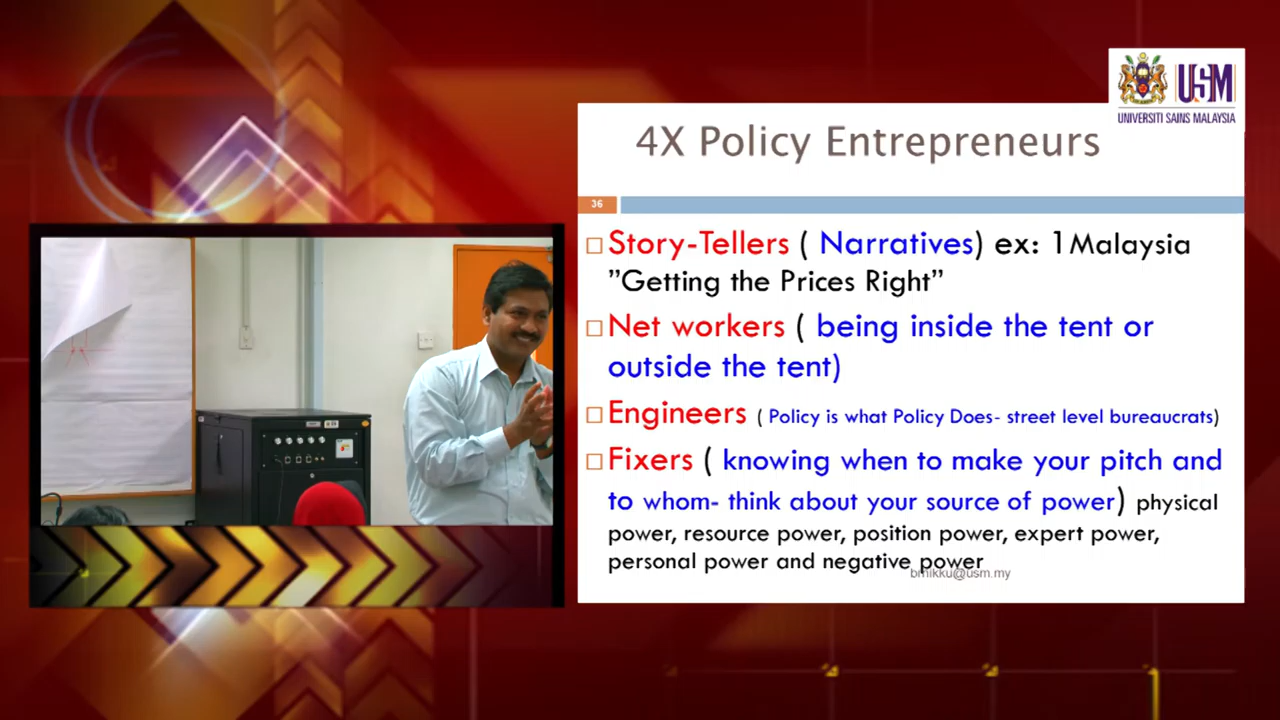 USM
UNIVERSITI SAINS MALAYSIA
4X Policy Entrepreneurs
36
Story-Tellers ( Narratives) ex: 1Malaysia
”Getting the Prices Right”
Net workers ( being inside the tent or
outside the tent)
Engineers ( Policy is what Policy Does- street level bureaucrats)
Fixers ( knowing when to make your pitch and
to whom- think about your source of power) physical
power, resource power, position power, expert power,
personal power and negative power
bmikku@usm.my